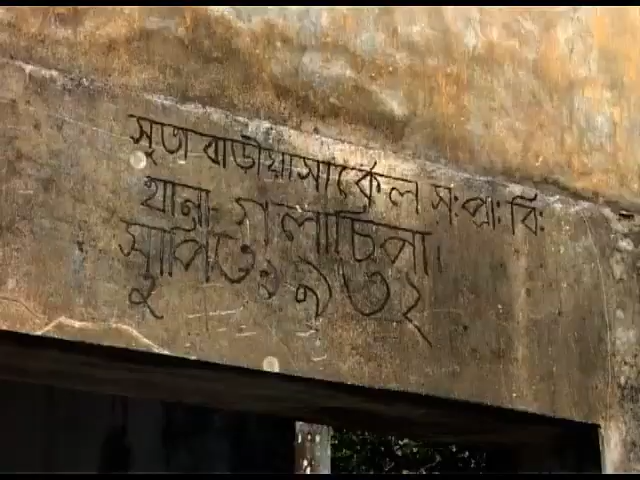 সুতাবাড়ীয়া সার্কেল স: প্রা: বি:
থানা- গলাচিপা।
স্থাপিত ১৯৩২